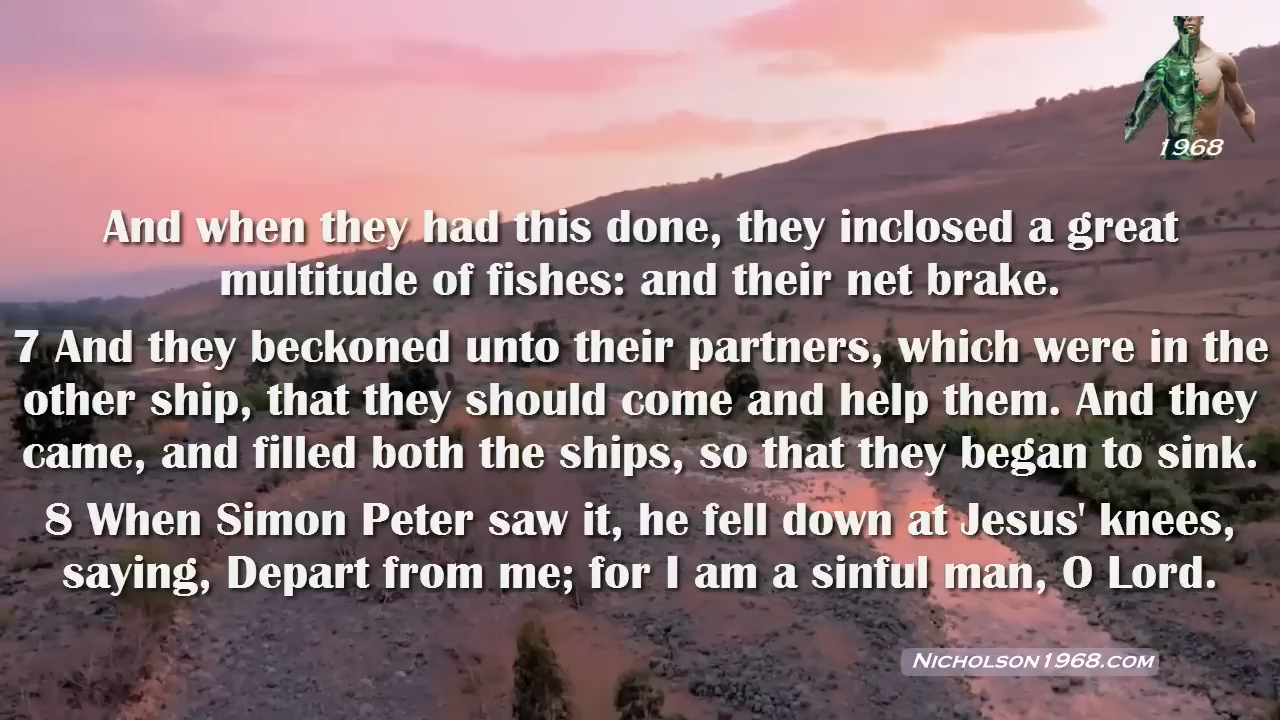 1968
And when they had this done, they inclosed a great
multitude of fishes: and their net brake.
7 And they beckoned unto their partners, which were in the
other ship, that they should come and help them. And they
came, and filled both the ships, so that they began to sink.
8 When Simon Peter saw it, he fell down at Jesus' knees,
saying, Depart from me; for I am a sinful man, O Lord.
Nicholson1968.com